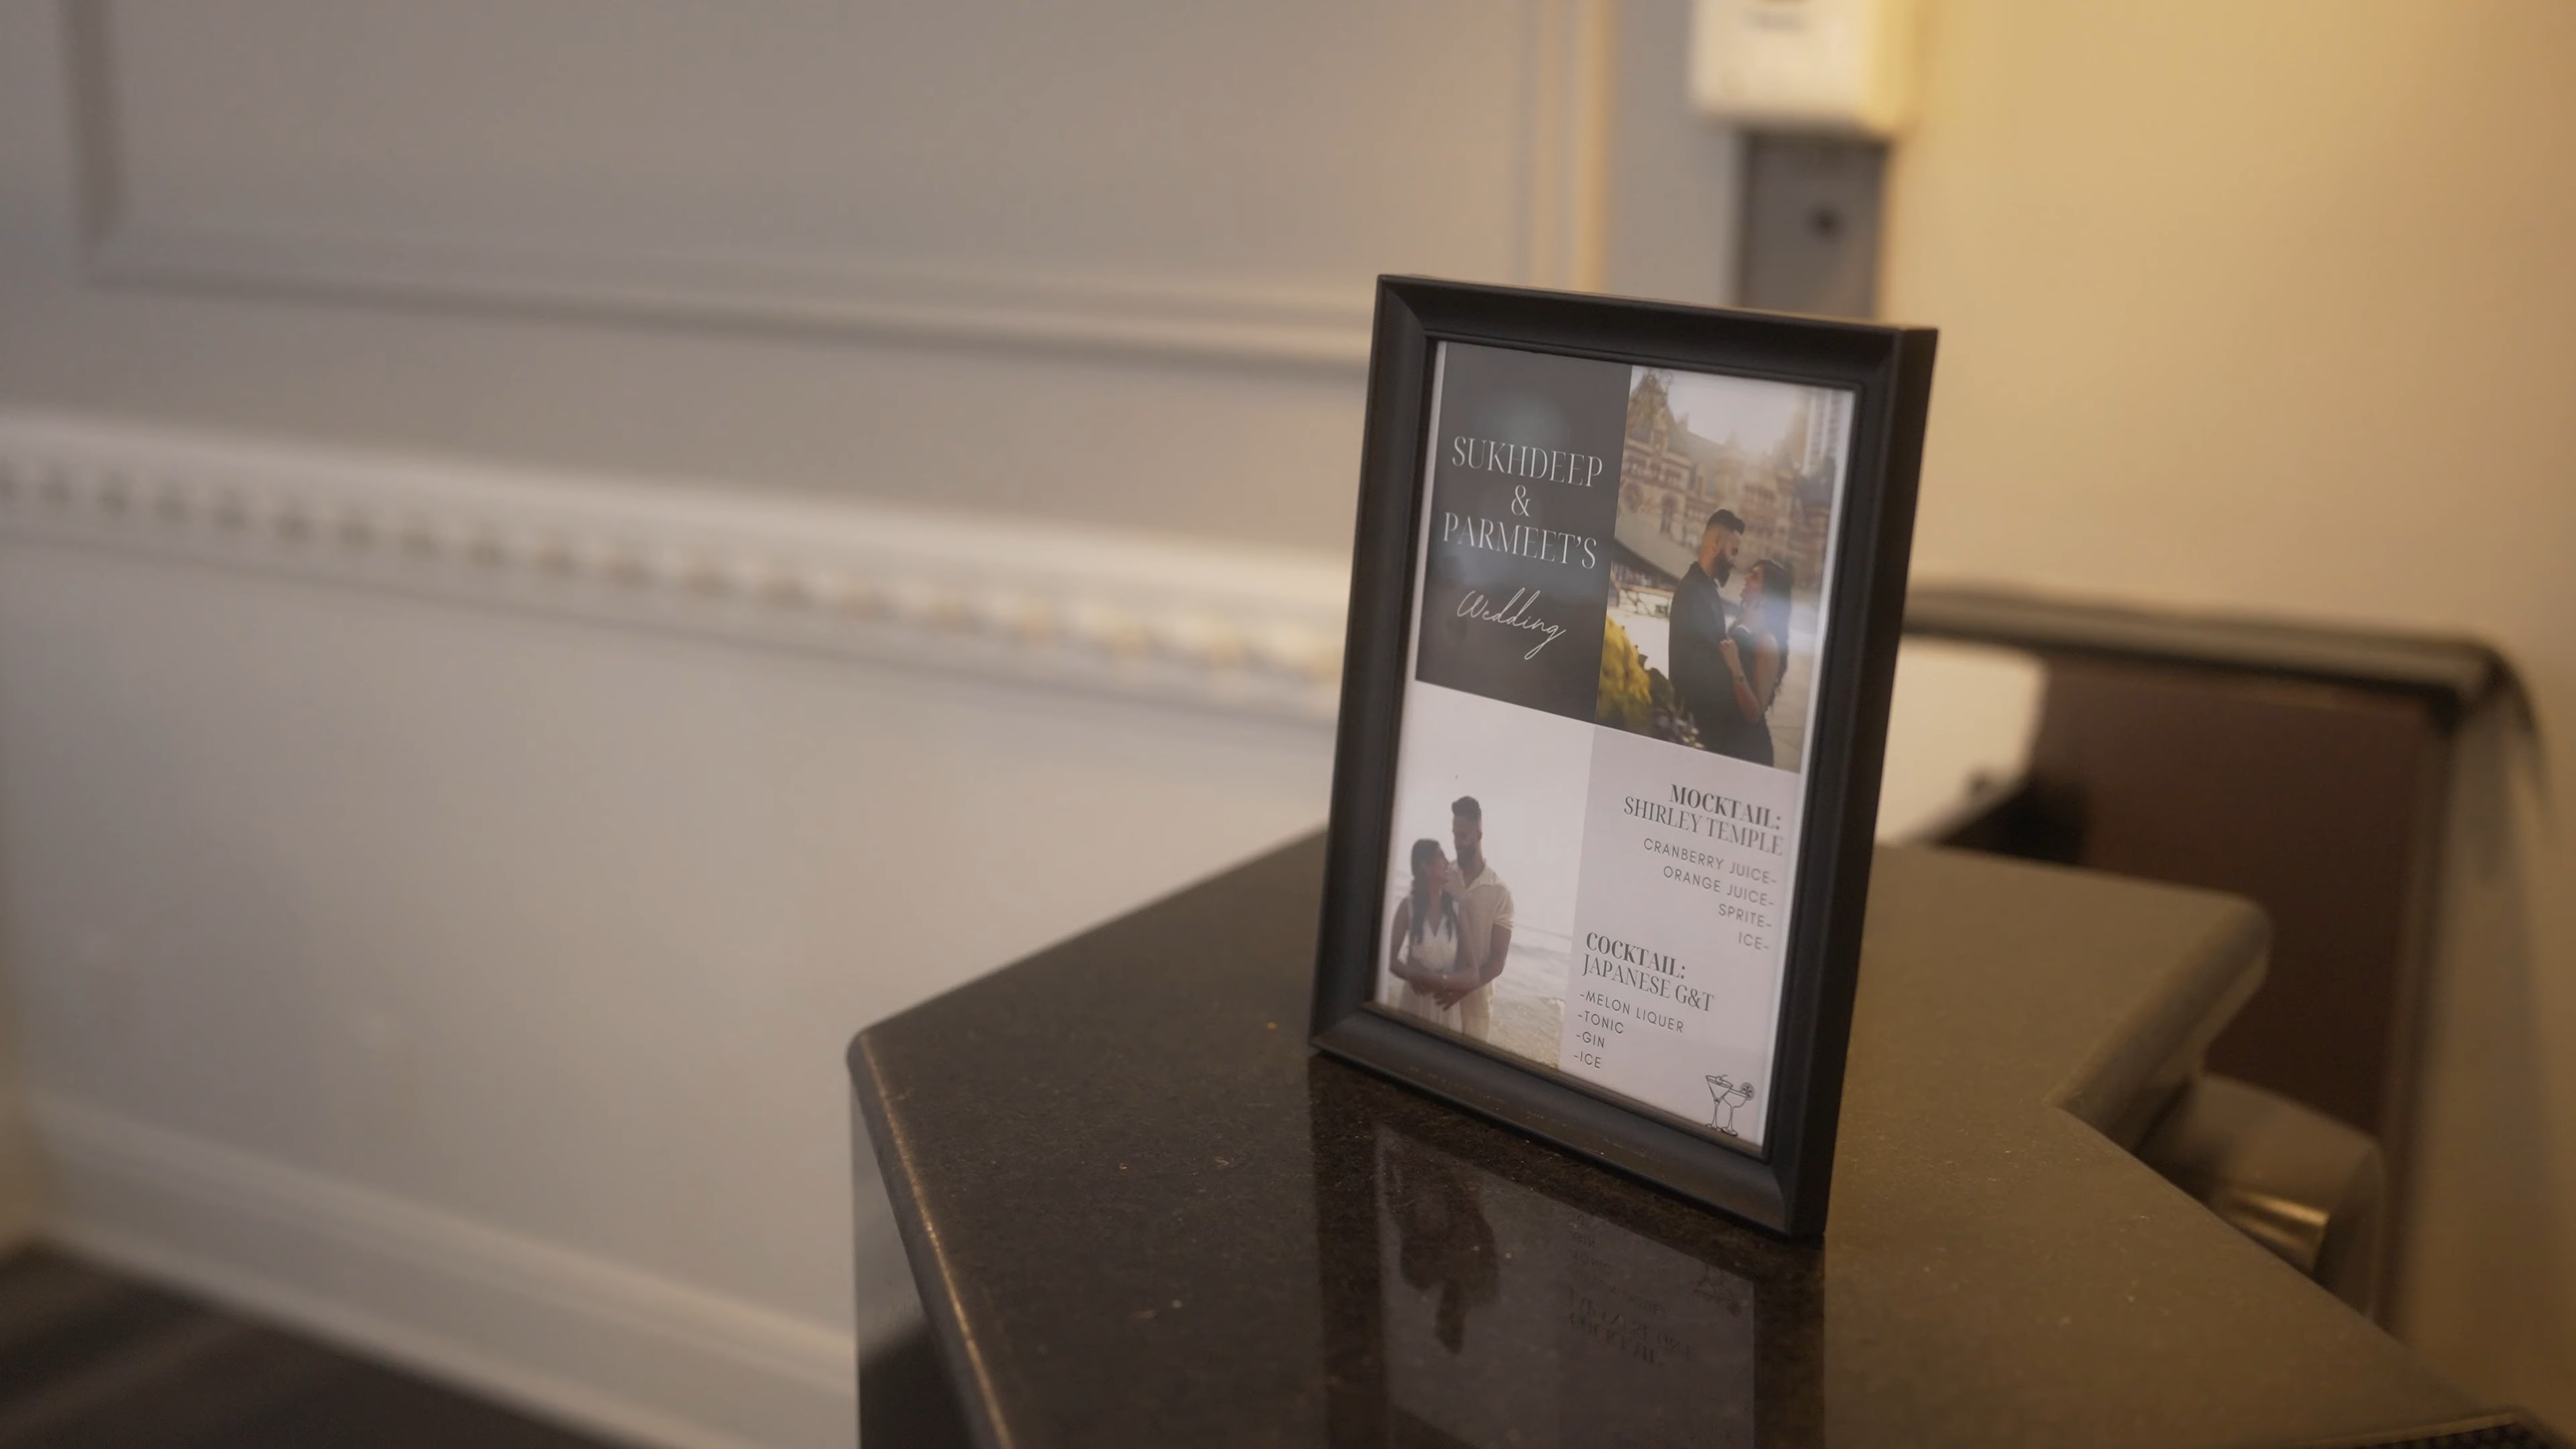 SUKHDEEP
&
PARMEET'S
Wedding
MOCKTAIL:
SHIRLEY TEMPLE
CRANBERRY JUICE-
ORANGE JUICE-
SPRITE-
ICE-
COCKTAIL:
JAPANESE G&T
-MELON LIQUER
-TONIC
-GIN
-ICE